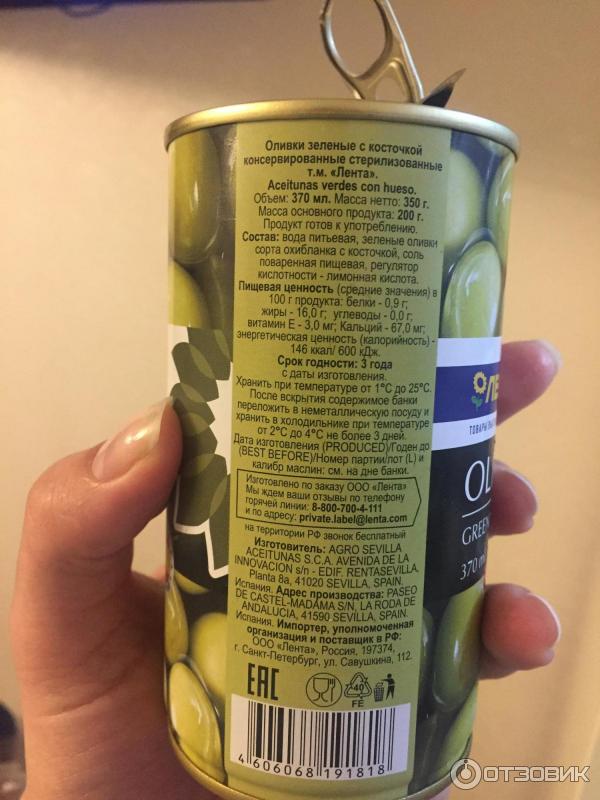 Оливки зеленые с косточкой
консервированные стерилизованные
т.м. «Лента».
Aceitunas verdes con hueso.
Объем: 370 мл. Масса нетто: 350 г.
Масса основного продукта: 200 г.
Продукт готов к употреблению.
Состав: вода питьевая, зеленые оливки
сорта охибланка с косточкой, соль
поваренная пищевая, регулятор
кислотности - лимонная кислота.
Пищевая ценность (средние значения) в
100 г продукта: белки - 0,9 г;
жиры - 16,0 г; углеводы - 0,0 г;
витамин Е - 3,0 мг; Кальций - 67,0 мг;
энергетическая ценность (калорийность) -
146 ккал/ 600 кДж.
Срок годности: 3 года
с даты изготовления.
Хранить при температуре от 1°С до 25°С.
После вскрытия содержимое банки
переложить в неметаллическую посуду и
хранить в холодильнике при температуре
от 2°С до 4°С не более 3 дней.
Дата изготовления (PRODUCED)/Годен до
(BEST BEFORE)/Номер партии/лот (L) и
калибр маслин: см. на дне банки.
Изготовлено по заказу ООО «Лента»
Мы ждем ваши отзывы по телефону
горячей линии: 8-800-700-4-111
и по адресу: private.label@lenta.com
на территории РФ звонок бесплатный
Изготовитель: AGRO SEVILLA
ACEITUNAS S.C.A. AVENIDA DE LA
INNOVACION s/n - EDIF. RENTASEVILLA.
Planta 8a, 41020 SEVILLA, SPAIN.
Испания. Адрес производства: PASEO
DE CASTEL-MADAMA S/N, LA RODA DE
ANDALUCIA, 41590 SEVILLA, SPAIN.
Испания. Импортер, уполномоченная
организация и поставщик в РФ:
ООО «Лента», Россия, 197374,
г. Санкт-Петербург, ул. Савушкина, 112.
EAC
40
FE
4 606068 191818
ЛЕ
ТОВАРЫ
OL
GREEN
370 m
ОТЗОВИК